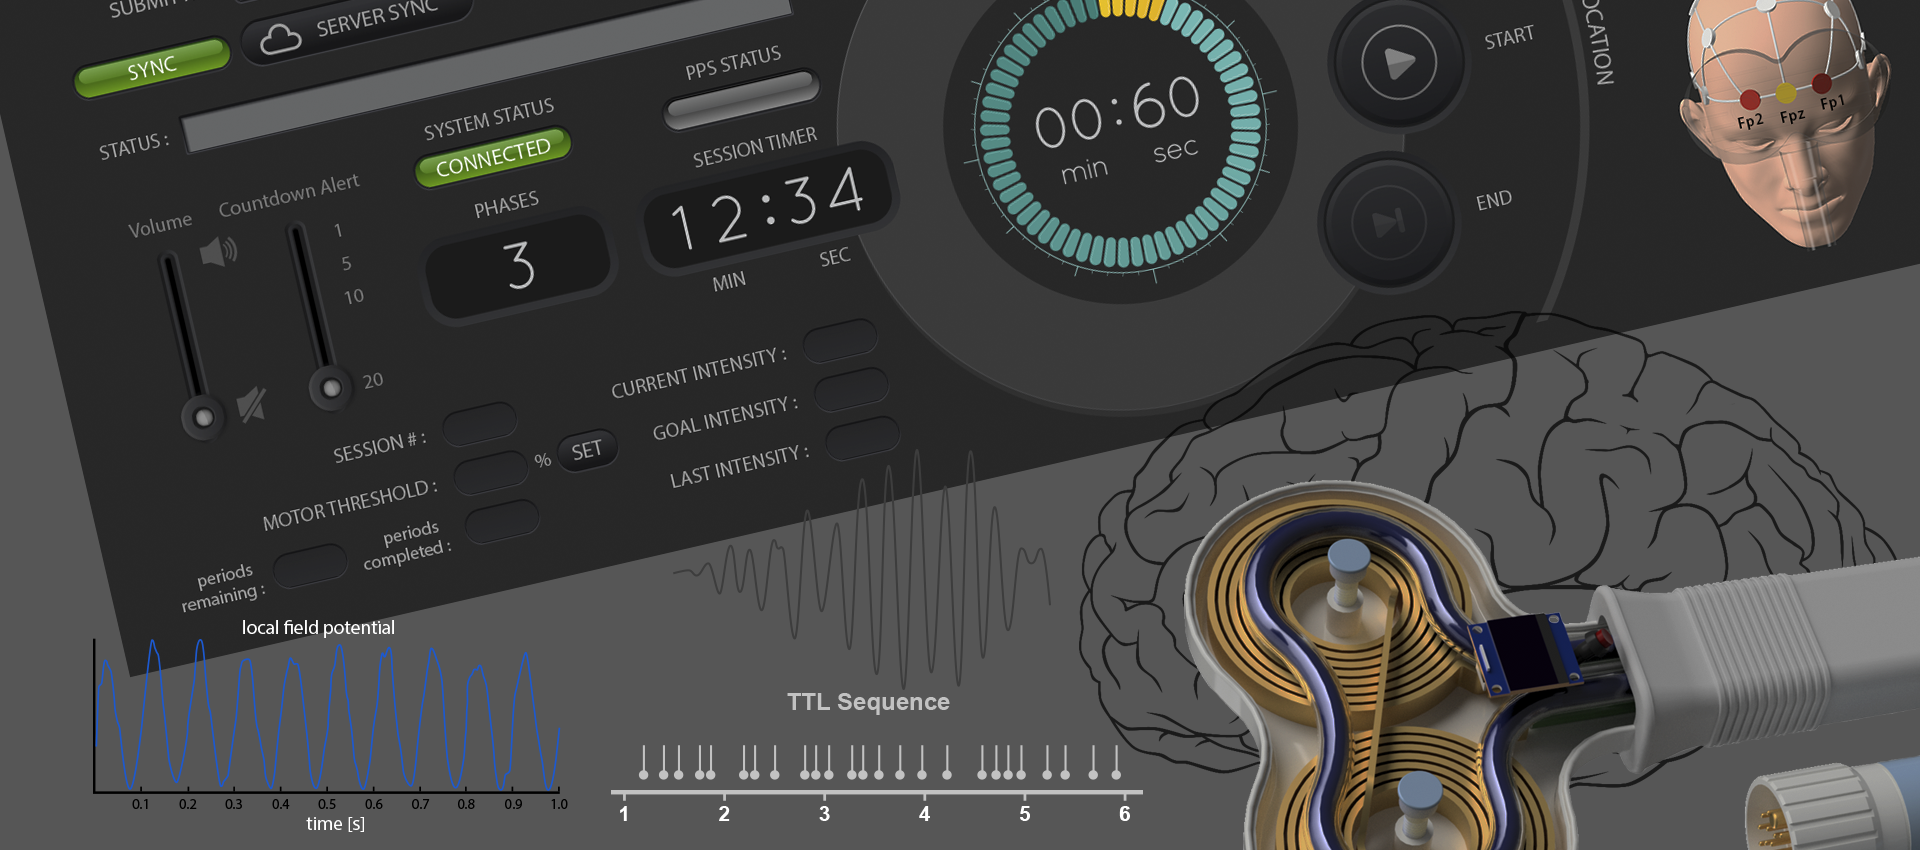 SERVER SYNC
SYNC
STATUS :
SYSTEM STATUS
CONNECTED
PPS STATUS
SESSION TIMER
12:34
MIN
SEC
PHASES
3
Volume
Countdown Alert
1
5
10
20
00:60
min
sec
START
END
Fp2
Fpz
Fp1
CURRENT INTENSITY :
GOAL INTENSITY :
LAST INTENSITY :
SESSION # :
MOTOR THRESHOLD :
%
SET
periods
completed :
periods
remaining :
local field potential
0.1 0.2 0.3 0.4 0.5 0.6 0.7 0.8 0.9 1.0
time [s]
TTL Sequence
1 2 3 4 5 6